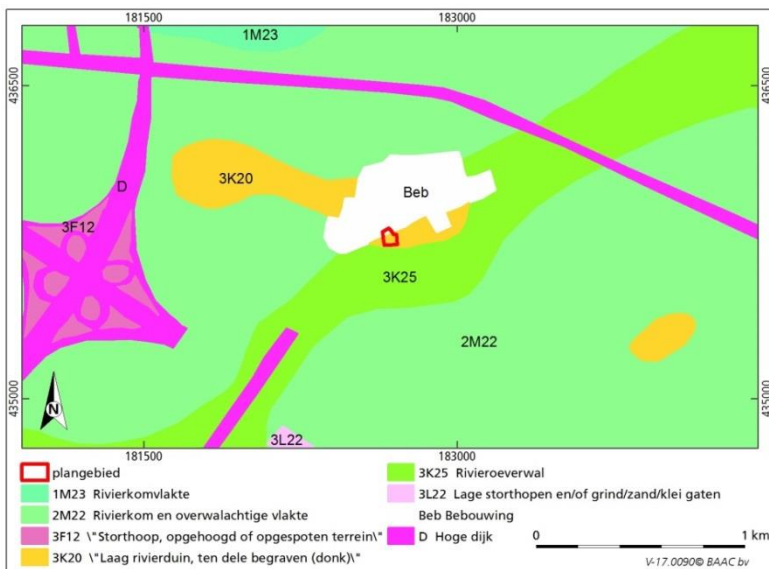 181500 183000
1M23
436500 436500
3K20
Beb
D
3F12
3K25
2M22
435000 435000
N
3L22
181500 183000
plangebied
1M23 Rivierkomvlakte
2M22 Rivierkom en overwalachtige vlakte
3F12 \"Storthoop, opgehoogd of opgespoten terrein\"
3K20 \"Laag rivierduin, ten dele begraven (donk)\"
3K25 Rivieroeverwal
3L22 Lage storthopen en/of grind/zand/klei gaten
Beb Bebouwing
D Hoge dijk
0 1 km
V-17.0090© BAAC bv